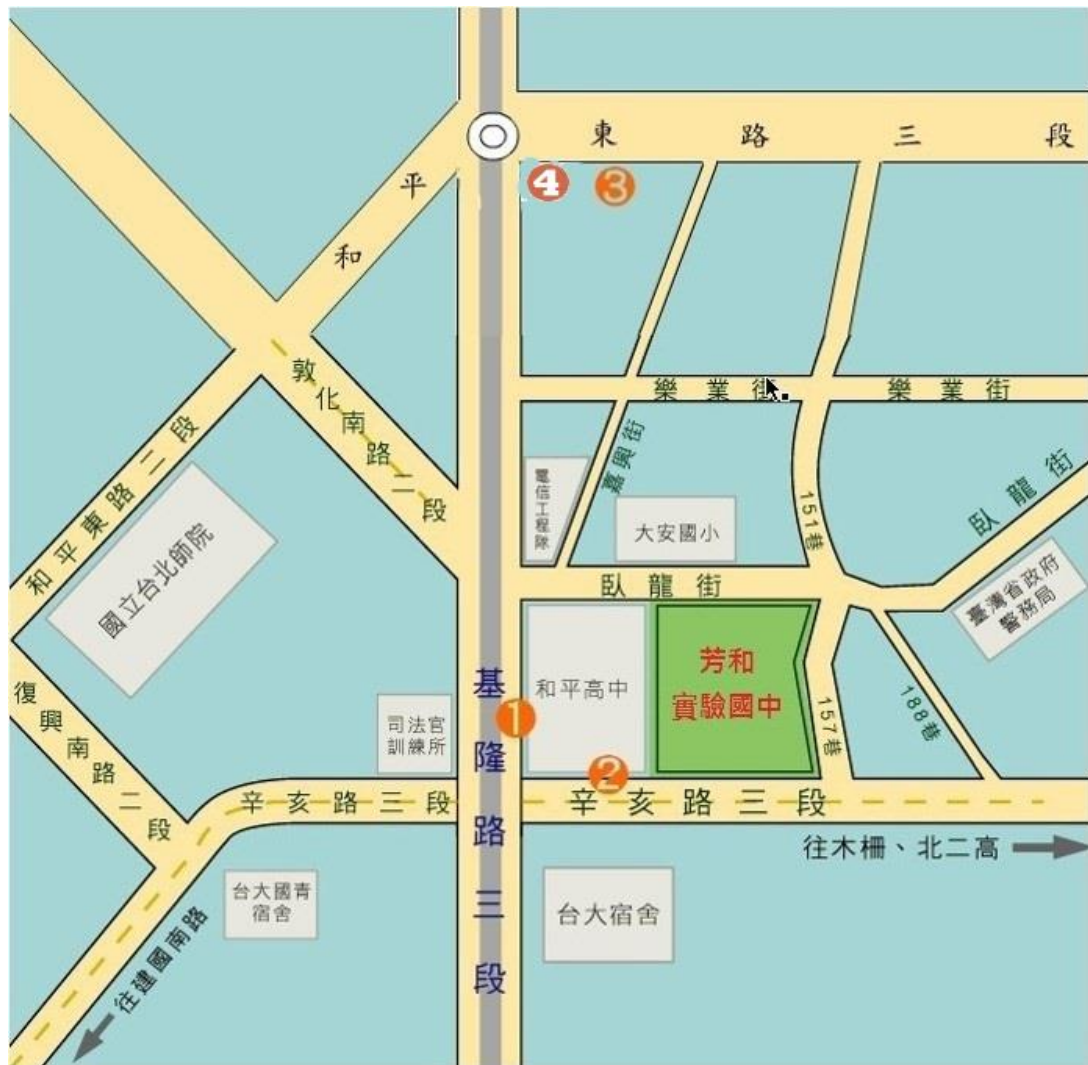 東路三段
和平
4
3
敦化南路二段
樂業街
樂業街
和平東路二段
嘉興街
電信工程隊
大安國小
151巷
臥龍街
國立台北師院
臥龍街
臺灣省政府
警務局
芳和
實驗國中
和平高中
基隆路三段
1
司法官
訓練所
157巷
188巷
復興南路二段
2
辛亥路三段
辛亥路三段
往木柵、北二高
台大國青
宿舍
台大宿舍
往建國南路